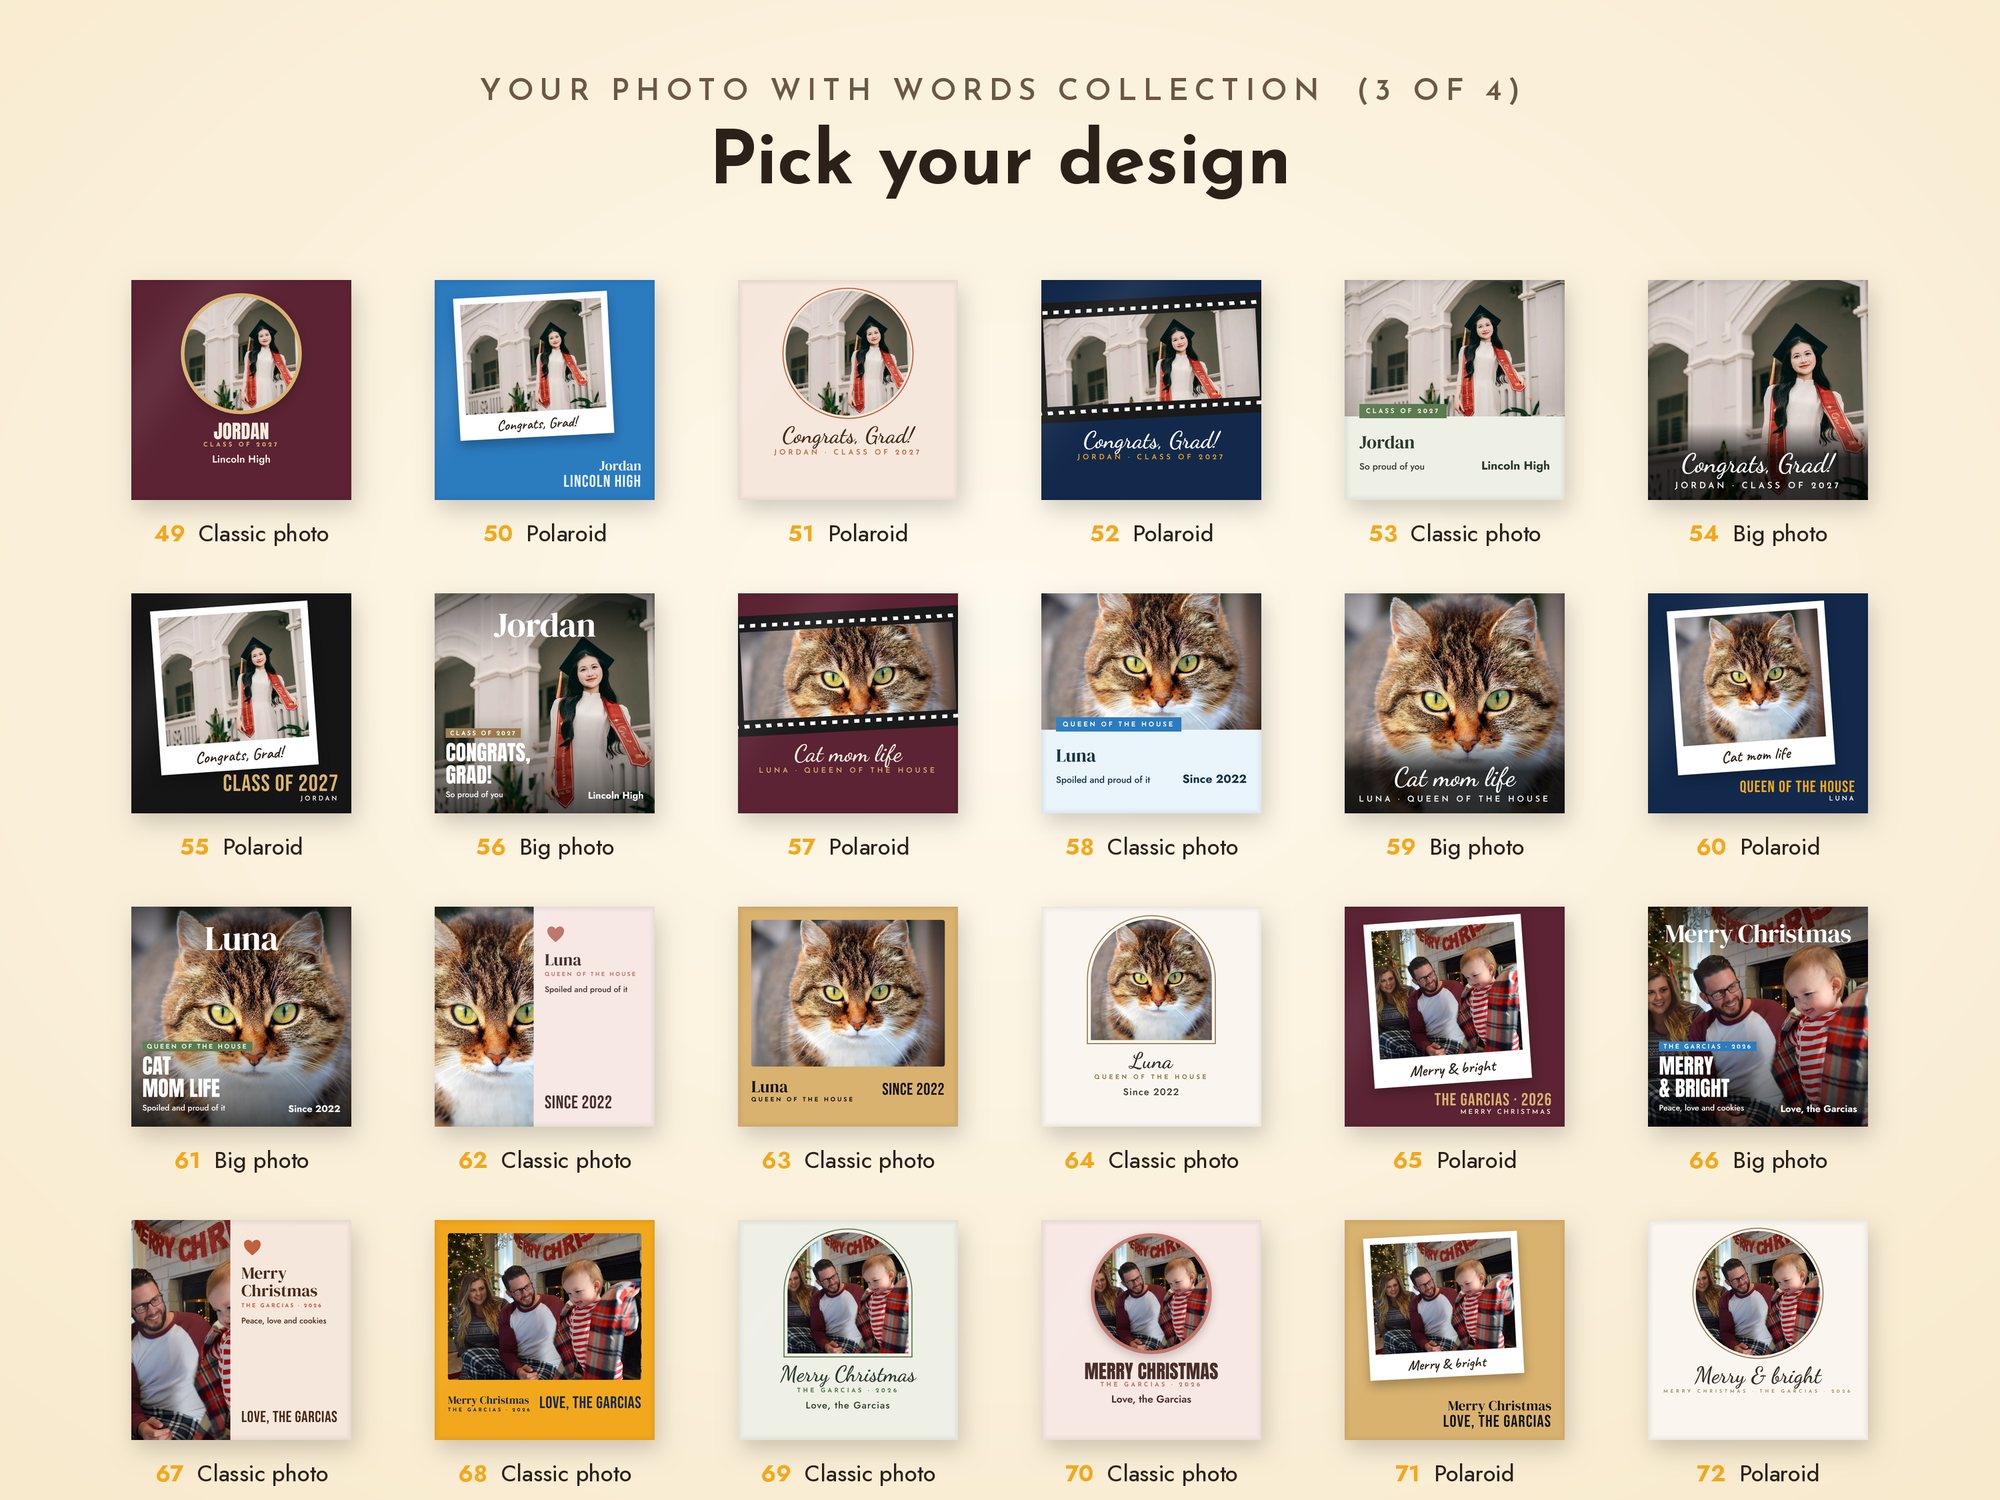 YOUR PHOTO WITH WORDS COLLECTION (3 OF 4)
Pick your design
JORDAN
CLASS OF 2027
Lincoln High
49 Classic photo
Congrats, Grad!
Jordan
LINCOLN HIGH
50 Polaroid
Congrats, Grad!
JORDAN · CLASS OF 2027
51 Polaroid
Congrats, Grad!
JORDAN · CLASS OF 2027
52 Polaroid
CLASS OF 2027
Jordan
So proud of you Lincoln High
53 Classic photo
Congrats, Grad!
JORDAN · CLASS OF 2027
54 Big photo
Congrats, Grad!
CLASS OF 2027
JORDAN
55 Polaroid
Jordan
CLASS OF 2027
CONGRATS,
GRAD!
So proud of you Lincoln High
56 Big photo
Cat mom life
LUNA · QUEEN OF THE HOUSE
57 Polaroid
QUEEN OF THE HOUSE
Luna
Spoiled and proud of it Since 2022
58 Classic photo
Cat mom life
LUNA · QUEEN OF THE HOUSE
59 Big photo
Cat mom life
QUEEN OF THE HOUSE
LUNA
60 Polaroid
Luna
QUEEN OF THE HOUSE
CAT
MOM LIFE
Spoiled and proud of it Since 2022
61 Big photo
Luna
QUEEN OF THE HOUSE
Spoiled and proud of it
SINCE 2022
62 Classic photo
Luna
QUEEN OF THE HOUSE
SINCE 2022
63 Classic photo
Luna
QUEEN OF THE HOUSE
Since 2022
64 Classic photo
Merry & bright
THE GARCIAS · 2026
MERRY CHRISTMAS
65 Polaroid
Merry Christmas
THE GARCIAS · 2026
MERRY
& BRIGHT
Peace, love and cookies Love, the Garcias
66 Big photo
MERRY CHR
Merry
Christmas
THE GARCIAS · 2026
Peace, love and cookies
LOVE, THE GARCIAS
67 Classic photo
Merry Christmas
THE GARCIAS · 2026
LOVE, THE GARCIAS
68 Classic photo
Merry Christmas
THE GARCIAS · 2026
Love, the Garcias
69 Classic photo
MERRY CHRISTMAS
THE GARCIAS · 2026
Love, the Garcias
70 Classic photo
Merry & bright
Merry Christmas
LOVE, THE GARCIAS
71 Polaroid
Merry & bright
MERRY CHRISTMAS · THE GARCIAS · 2026
72 Polaroid